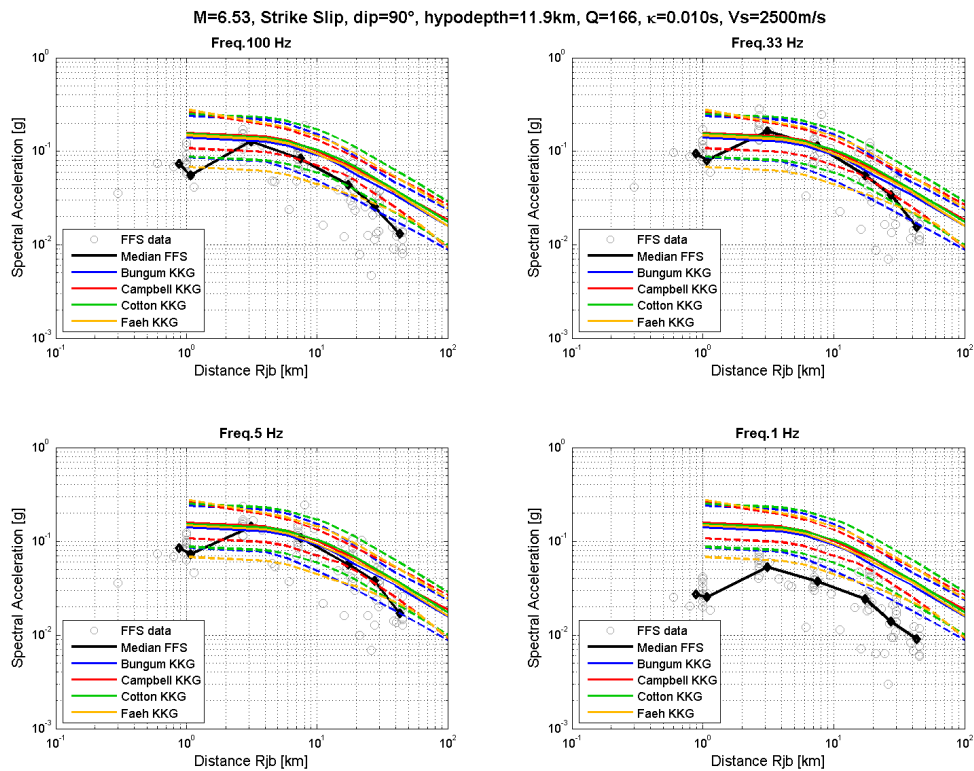 M=6.53, Strike Slip, dip=90°, hypodepth=11.9km, Q=166, κ=0.010s, Vs=2500m/s
Freq.100 Hz
Spectral Acceleration [g]
10^0
10^-1
10^-2
10^-3
FFS data
Median FFS
Bungum KKG
Campbell KKG
Cotton KKG
Faeh KKG
10^-1 10^0 10^1 10^2
Distance Rjb [km]
Freq.33 Hz
Spectral Acceleration [g]
10^0
10^-1
10^-2
10^-3
FFS data
Median FFS
Bungum KKG
Campbell KKG
Cotton KKG
Faeh KKG
10^-1 10^0 10^1 10^2
Distance Rjb [km]
Freq.5 Hz
Spectral Acceleration [g]
10^0
10^-1
10^-2
10^-3
FFS data
Median FFS
Bungum KKG
Campbell KKG
Cotton KKG
Faeh KKG
10^-1 10^0 10^1 10^2
Distance Rjb [km]
Freq.1 Hz
Spectral Acceleration [g]
10^0
10^-1
10^-2
10^-3
FFS data
Median FFS
Bungum KKG
Campbell KKG
Cotton KKG
Faeh KKG
10^-1 10^0 10^1 10^2
Distance Rjb [km]